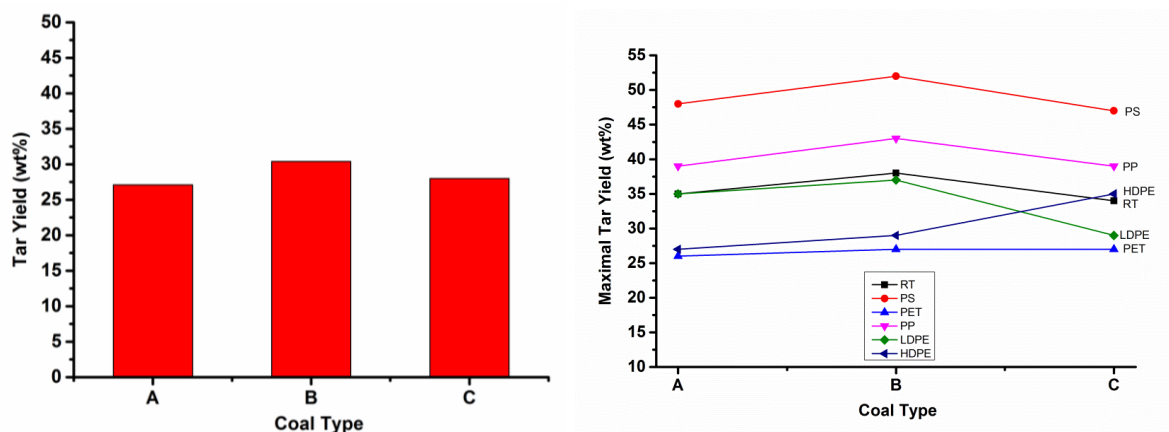 Tar Yield (wt%)
50
45
40
35
30
25
20
15
10
5
0
A B C
Coal Type
Maximal Tar Yield (wt%)
55
50
45
40
35
30
25
20
15
10
PS
PP
HDPE
RT
LDPE
PET
RT
PS
PET
PP
LDPE
HDPE
A B C
Coal Type